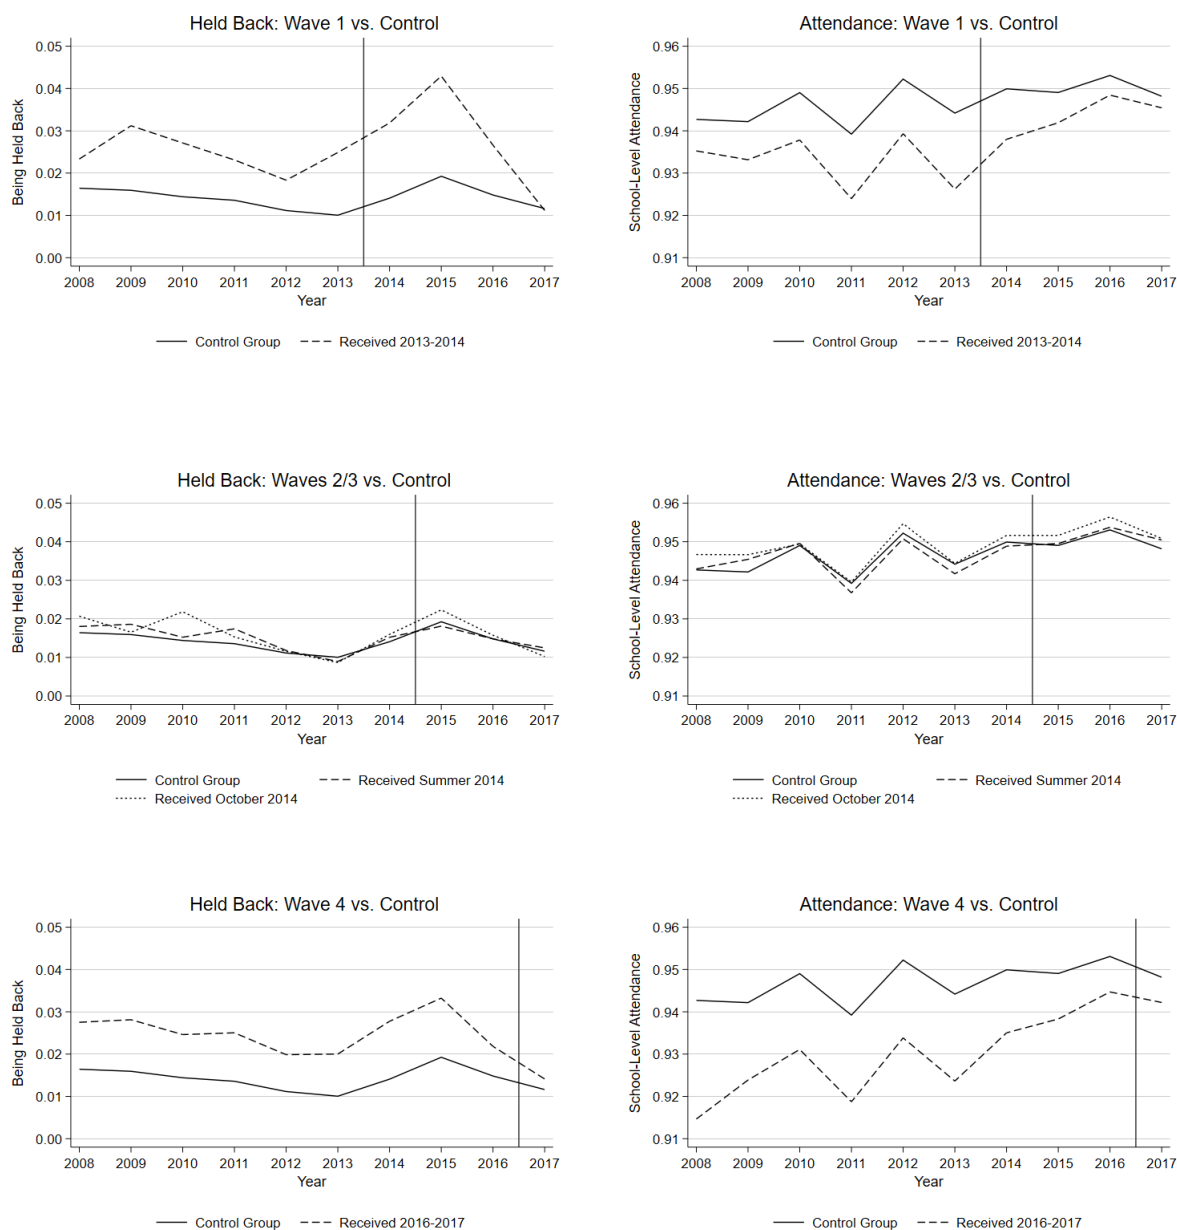 Held Back: Wave 1 vs. Control
Being Held Back
0.05
0.04
0.03
0.02
0.01
0.00
2008 2009 2010 2011 2012 2013 2014 2015 2016 2017
Year
Control Group Received 2013-2014
Attendance: Wave 1 vs. Control
School-Level Attendance
0.96
0.95
0.94
0.93
0.92
0.91
2008 2009 2010 2011 2012 2013 2014 2015 2016 2017
Year
Control Group Received 2013-2014
Held Back: Waves 2/3 vs. Control
Being Held Back
0.05
0.04
0.03
0.02
0.01
0.00
2008 2009 2010 2011 2012 2013 2014 2015 2016 2017
Year
Control Group Received Summer 2014
Received October 2014
Attendance: Waves 2/3 vs. Control
School-Level Attendance
0.96
0.95
0.94
0.93
0.92
0.91
2008 2009 2010 2011 2012 2013 2014 2015 2016 2017
Year
Control Group Received Summer 2014
Received October 2014
Held Back: Wave 4 vs. Control
Being Held Back
0.05
0.04
0.03
0.02
0.01
0.00
2008 2009 2010 2011 2012 2013 2014 2015 2016 2017
Year
Control Group Received 2016-2017
Attendance: Wave 4 vs. Control
School-Level Attendance
0.96
0.95
0.94
0.93
0.92
0.91
2008 2009 2010 2011 2012 2013 2014 2015 2016 2017
Year
Control Group Received 2016-2017